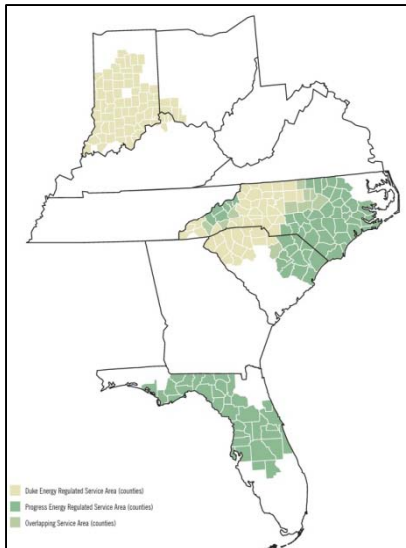 Duke Energy Regulated Service Area (counties)
Progress Energy Regulated Service Area (counties)
Overlapping Service Area (counties)